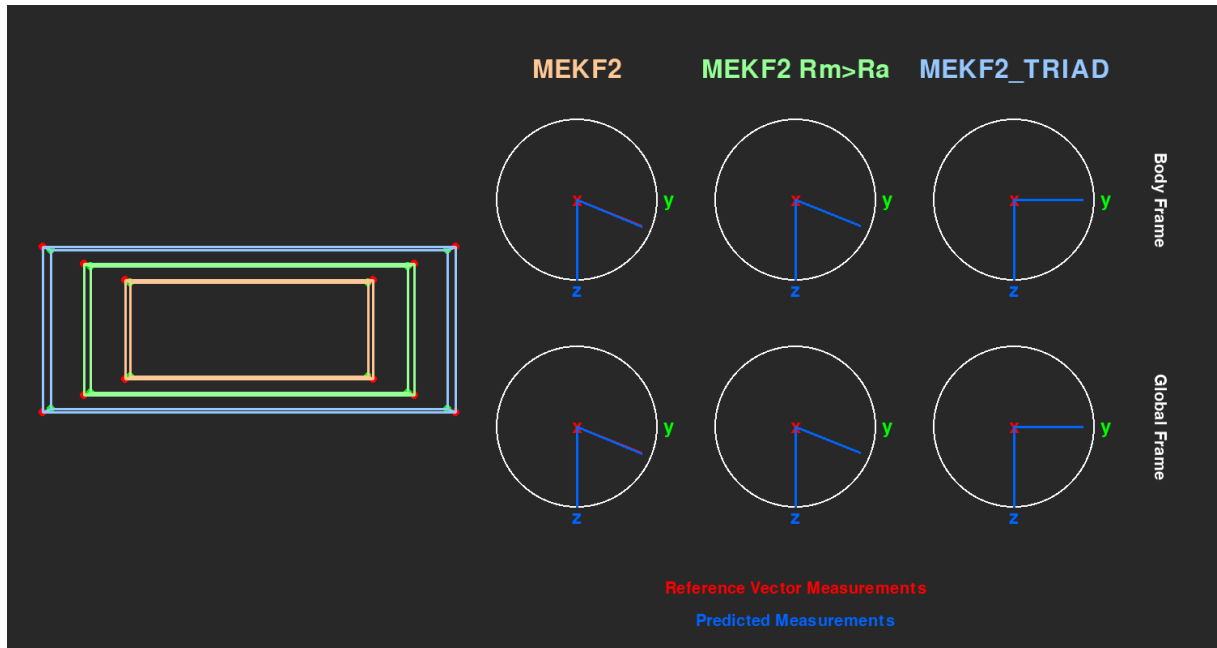 MEKF2
MEKF2 Rm>Ra
MEKF2_TRIAD
x
y
z
x
y
z
x
y
z
Body Frame
x
y
z
x
y
z
x
y
z
Global Frame
Reference Vector Measurements
Predicted Measurements